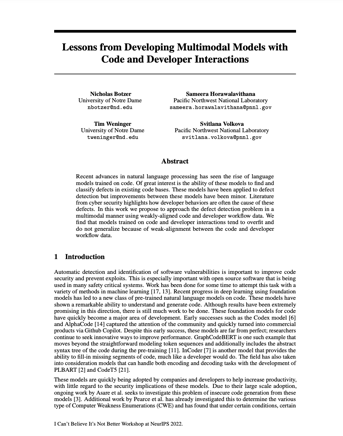 Lessons from Developing Multimodal Models with
Code and Developer Interactions
Nicholas Botzer
University of Notre Dame
nbotzer@nd.edu
Sameera Horawalavithana
Pacific Northwest National Laboratory
sameera.horawalavithana@pnnl.gov
Tim Weninger
University of Notre Dame
tweninger@nd.edu
Svitlana Volkova
Pacific Northwest National Laboratory
svitlana.volkova@pnnl.gov
Abstract
Recent advances in natural language processing has seen the rise of language
models trained on code. Of great interest is the ability of these models to find and
classify defects in existing code bases. These models have been applied to defect
detection but improvements between these models have been minor. Literature
from cyber security highlights how developer behaviors are often the cause of these
defects. In this work we propose to approach the defect detection problem in a
multimodal manner using weakly-aligned code and developer workflow data. We
find that models trained on code and developer interactions tend to overfit and
do not generalize because of weak-alignment between the code and developer
workflow data.
1 Introduction
Automatic detection and identification of software vulnerabilities is important to improve code
security and prevent exploits. This is especially important with open source software that is being
used in many safety critical systems. Work has been done for some time to attempt this task with a
variety of methods in machine learning [17, 13]. Recent progress in deep learning using foundation
models has led to a new class of pre-trained natural language models on code. These models have
shown a remarkable ability to understand and generate code. Although results have been extremely
promising in this direction, there is still much work to be done. These foundation models for code
have quickly become a major area of development. Early successes such as the Codex model [6]
and AlphaCode [14] captured the attention of the community and quickly turned into commercial
products via Github Copilot. Despite this early success, these models are far from perfect, researchers
continue to seek innovative ways to improve performance. GraphCodeBERT is one such example that
moves beyond the straightforward modeling token sequences and additionally includes the abstract
syntax tree of the code during the pre-training [11]. InCoder [7] is another model that provides the
ability to fill-in missing segments of code, much like a developer would do. The field has also taken
into consideration models that can handle both encoding and decoding tasks with the development of
PLBART [2] and CodeT5 [21].
These models are quickly being adopted by companies and developers to help increase productivity,
with little regard to the security implications of these models. Due to their large scale adoption,
ongoing work by Asare et al. seeks to investigate this problem of insecure code generation from these
models [3]. Additional work by Pearce et al. has already investigated this to determine the various
type of Computer Weakness Enumerations (CWE) and has found that under certain conditions, certain
I Can't Believe It's Not Better Workshop at NeurIPS 2022.